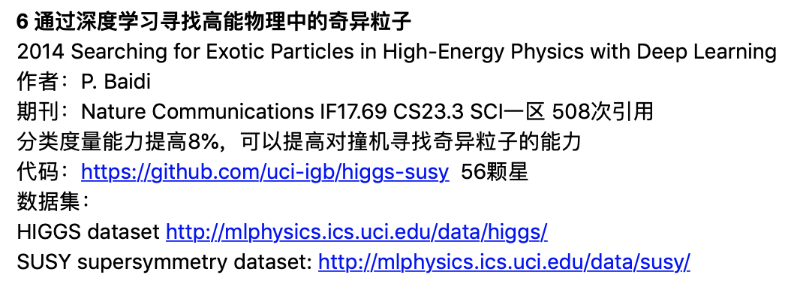 6 通过深度学习寻找高能物理中的奇异粒子
2014 Searching for Exotic Particles in High-Energy Physics with Deep Learning
作者：P. Baidi
期刊：Nature Communications IF17.69 CS23.3 SCI一区 508次引用
分类度量能力提高8%，可以提高对撞机寻找奇异粒子的能力
代码：https://github.com/uci-igb/higgs-susy 56颗星
数据集：
HIGGS dataset http://mlphysics.ics.uci.edu/data/higgs/
SUSY supersymmetry dataset: http://mlphysics.ics.uci.edu/data/susy/